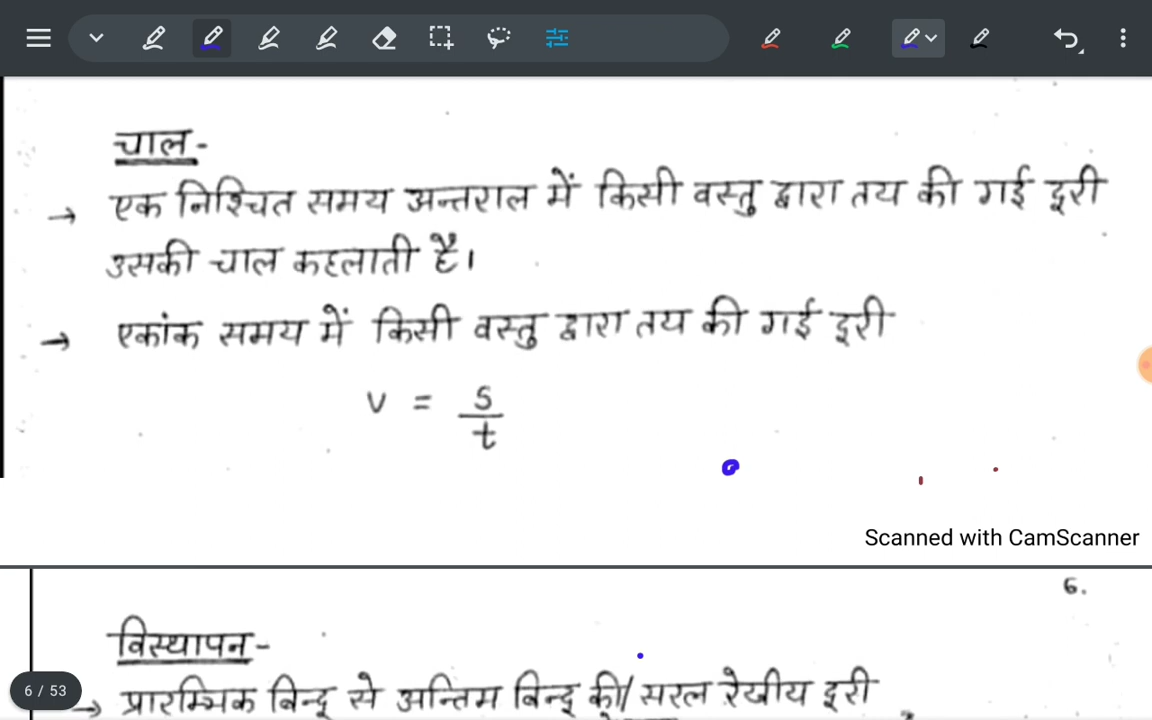 चाल -
→ एक निश्चित समय अन्तराल में किसी वस्तु द्वारा तय की गई दूरी
उसकी चाल कहलाती है।
→ एकांक समय में किसी वस्तु द्वारा तय की गई दूरी
v = s/t
Scanned with CamScanner
6.
विस्थापन -
→ प्रारम्भिक बिन्दु से अन्तिम बिन्दु की/ सरल रेखीय दूरी
6 / 53